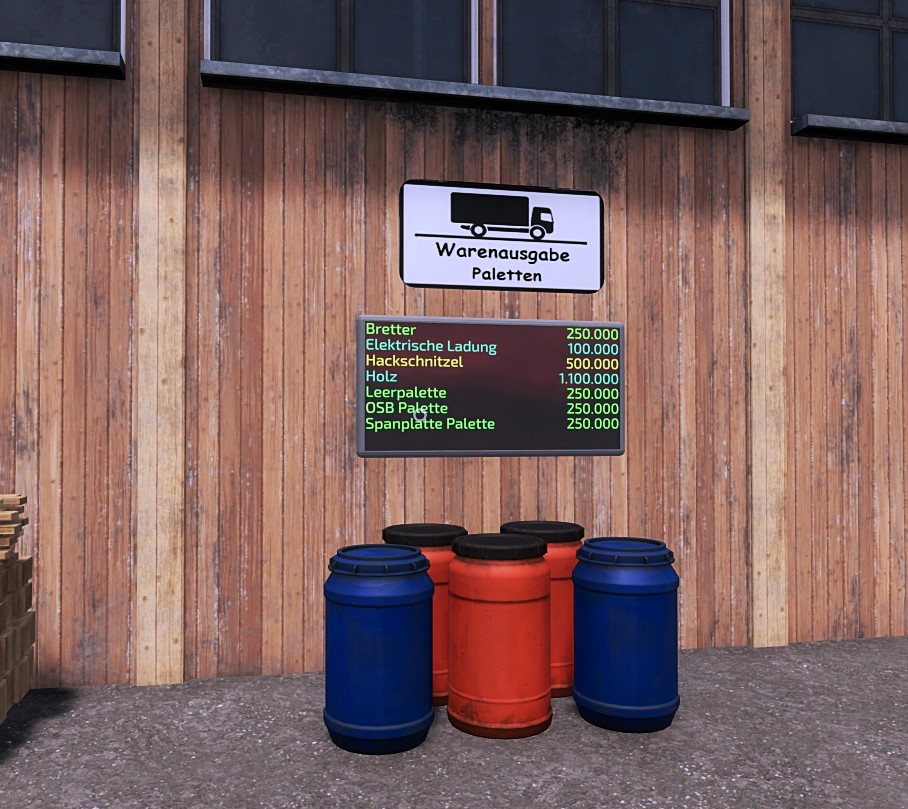 Warenausgabe
Paletten
Bretter 250.000
Elektrische Ladung 100.000
Hackschnitzel 500.000
Holz 1.100.000
Leerpalette 250.000
OSB Palette 250.000
Spanplatte Palette 250.000